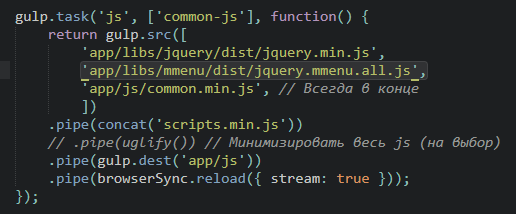 gulp.task('js', ['common-js'], function() {
return gulp.src([
'app/libs/jquery/dist/jquery.min.js',
'app/libs/mmenu/dist/jquery.mmenu.all.js',
'app/js/common.min.js', // Всегда в конце
])
.pipe(concat('scripts.min.js'))
// .pipe(uglify()) // Минимизировать весь js (на выбор)
.pipe(gulp.dest('app/js'))
.pipe(browserSync.reload({ stream: true }));
});